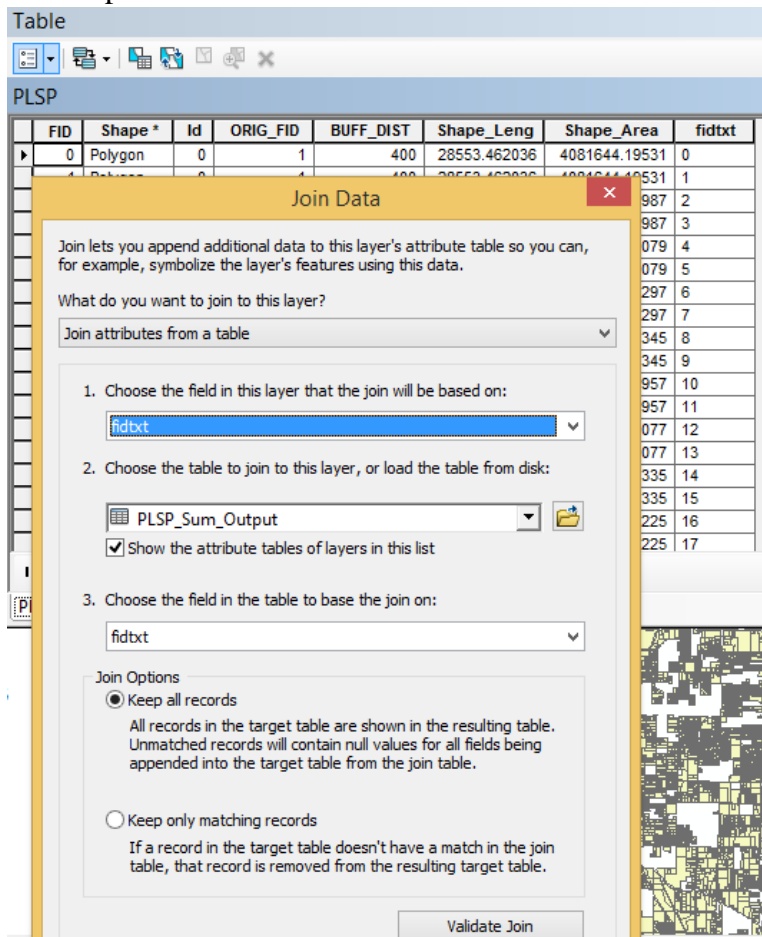 Table
PLSP
FID Shape * Id ORIG_FID BUFF_DIST Shape_Leng Shape_Area fidtxt
0 Polygon 0 1 400 28553.462036 4081644.19531 0
531 1
Join Data
987 2
987 3
Join lets you append additional data to this layer's attribute table so you can,
079 4
for example, symbolize the layer's features using this data.
079 5
297 6
What do you want to join to this layer?
297 7
Join attributes from a table
345 8
345 9
1. Choose the field in this layer that the join will be based on:
957 10
957 11
fidtxt
077 12
077 13
2. Choose the table to join to this layer, or load the table from disk:
335 14
335 15
PLSP_Sum_Output
225 16
Show the attribute tables of layers in this list
225 17
3. Choose the field in the table to base the join on:
fidtxt
Join Options
Keep all records
All records in the target table are shown in the resulting table.
Unmatched records will contain null values for all fields being
appended into the target table from the join table.
Keep only matching records
If a record in the target table doesn't have a match in the join
table, that record is removed from the resulting target table.
Validate Join